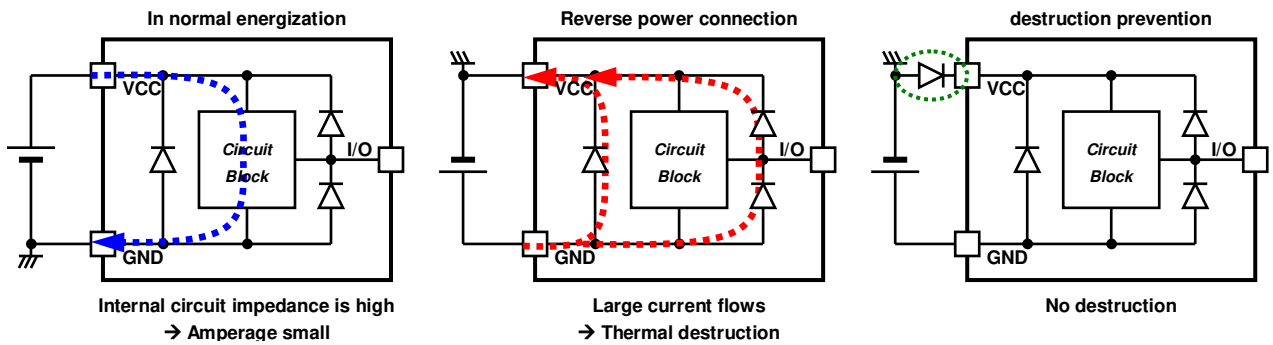 In normal energization
VCC
Circuit
Block
I/O
GND
Internal circuit impedance is high
→ Amperage small
Reverse power connection
VCC
Circuit
Block
I/O
GND
Large current flows
→ Thermal destruction
destruction prevention
VCC
Circuit
Block
I/O
GND
No destruction